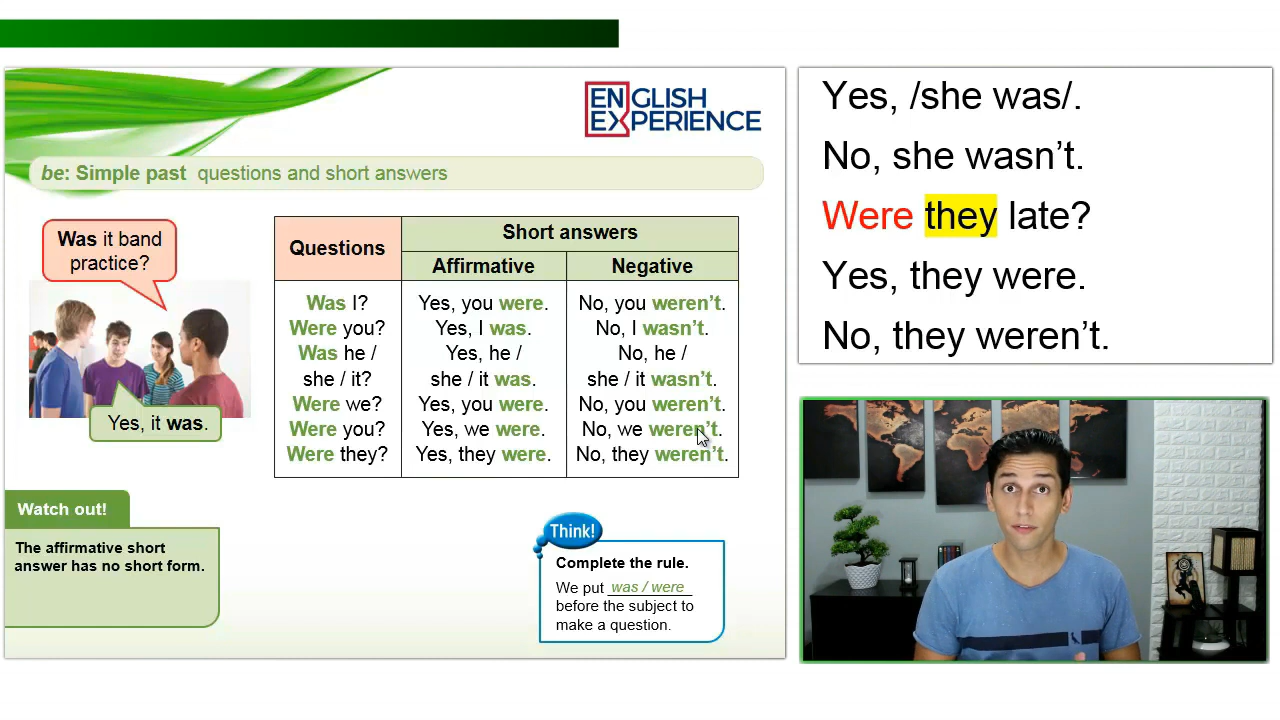 ENGLISH
EXPERIENCE
be: Simple past questions and short answers
Was it band
practice?
Yes, it was.
Questions
Short answers
Affirmative
Negative
Was I?
Yes, you were.
No, you weren't.
Were you?
Yes, I was.
No, I wasn't.
Was he /
Yes, he /
No, he /
she / it?
she / it was.
she / it wasn't.
Were we?
Yes, you were.
No, you weren't.
Were you?
Yes, we were.
No, we weren't.
Were they?
Yes, they were.
No, they weren't.
Watch out!
The affirmative short
answer has no short form.
Think!
Complete the rule.
We put was / were
before the subject to
make a question.
Yes, /she was/.
No, she wasn't.
Were they late?
Yes, they were.
No, they weren't.